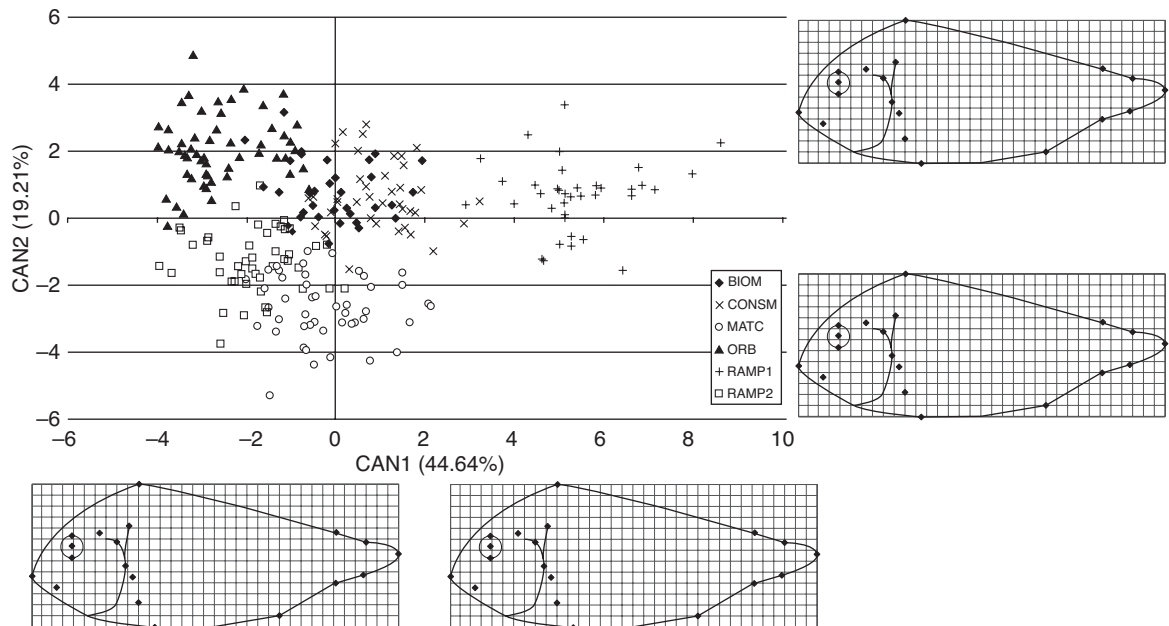 6
4
2
0
−2
−4
−6
CAN2 (19.21%)
−6
−4
−2
0
2
4
6
8
10
CAN1 (44.64%)
BIOM
CONSM
MATC
ORB
RAMP1
RAMP2